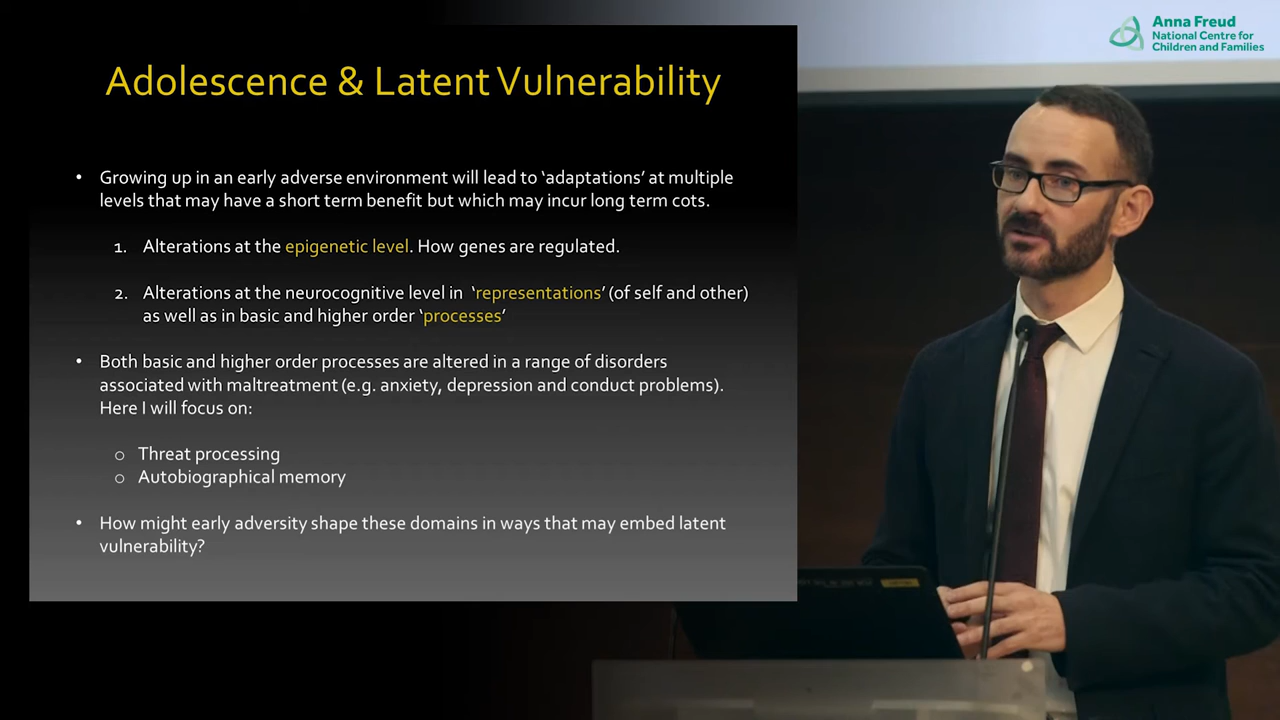 Anna Freud
National Centre for
Children and Families
Adolescence & Latent Vulnerability
• Growing up in an early adverse environment will lead to ‘adaptations’ at multiple
levels that may have a short term benefit but which may incur long term cots.
1. Alterations at the epigenetic level. How genes are regulated.
2. Alterations at the neurocognitive level in ‘representations’ (of self and other)
as well as in basic and higher order ‘processes’
• Both basic and higher order processes are altered in a range of disorders
associated with maltreatment (e.g. anxiety, depression and conduct problems).
Here I will focus on:
o Threat processing
o Autobiographical memory
• How might early adversity shape these domains in ways that may embed latent
vulnerability?